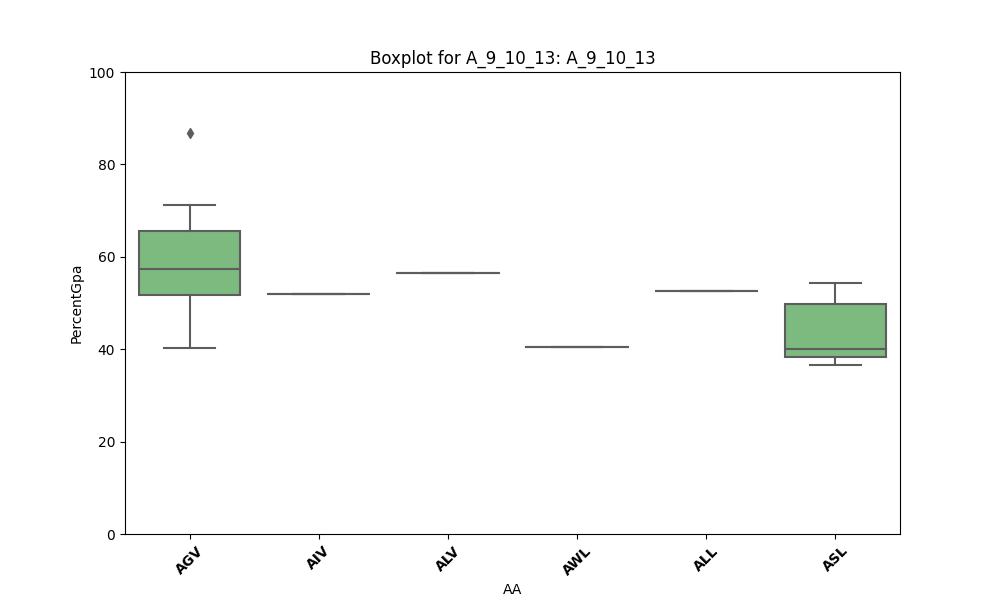 Boxplot for A_9_10_13: A_9_10_13
PercentGpa
100
80
60
40
20
0
AGV
AIV
ALV
AWL
ALL
ASL
AA